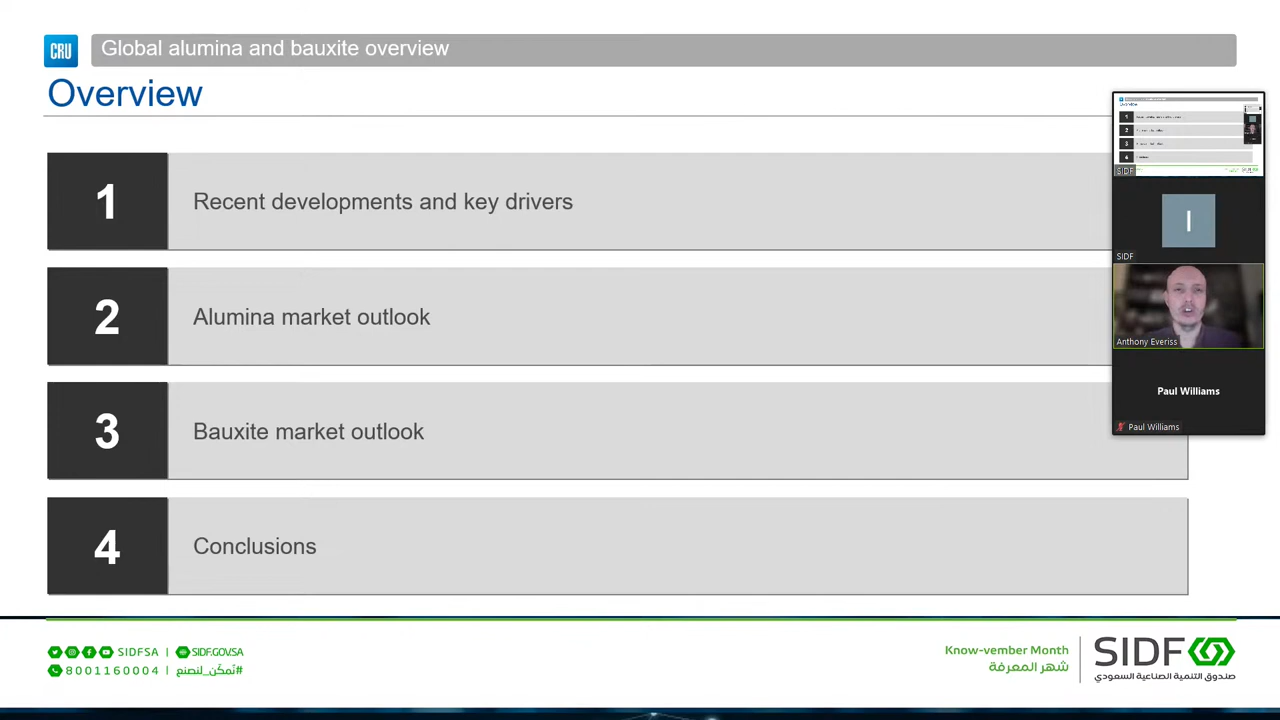 CRU
Global alumina and bauxite overview
Overview
1
Recent developments and key drivers
2
Alumina market outlook
3
Bauxite market outlook
4
Conclusions
SIDF
I
SIDF
Anthony Everiss
Paul Williams
Paul Williams
SIDFSA | SIDF.GOV.SA
8001160004 | #نُمكّن_لنصنع
Know-vember Month
شهر المعرفة
SIDF
صندوق التنمية الصناعية السعودي